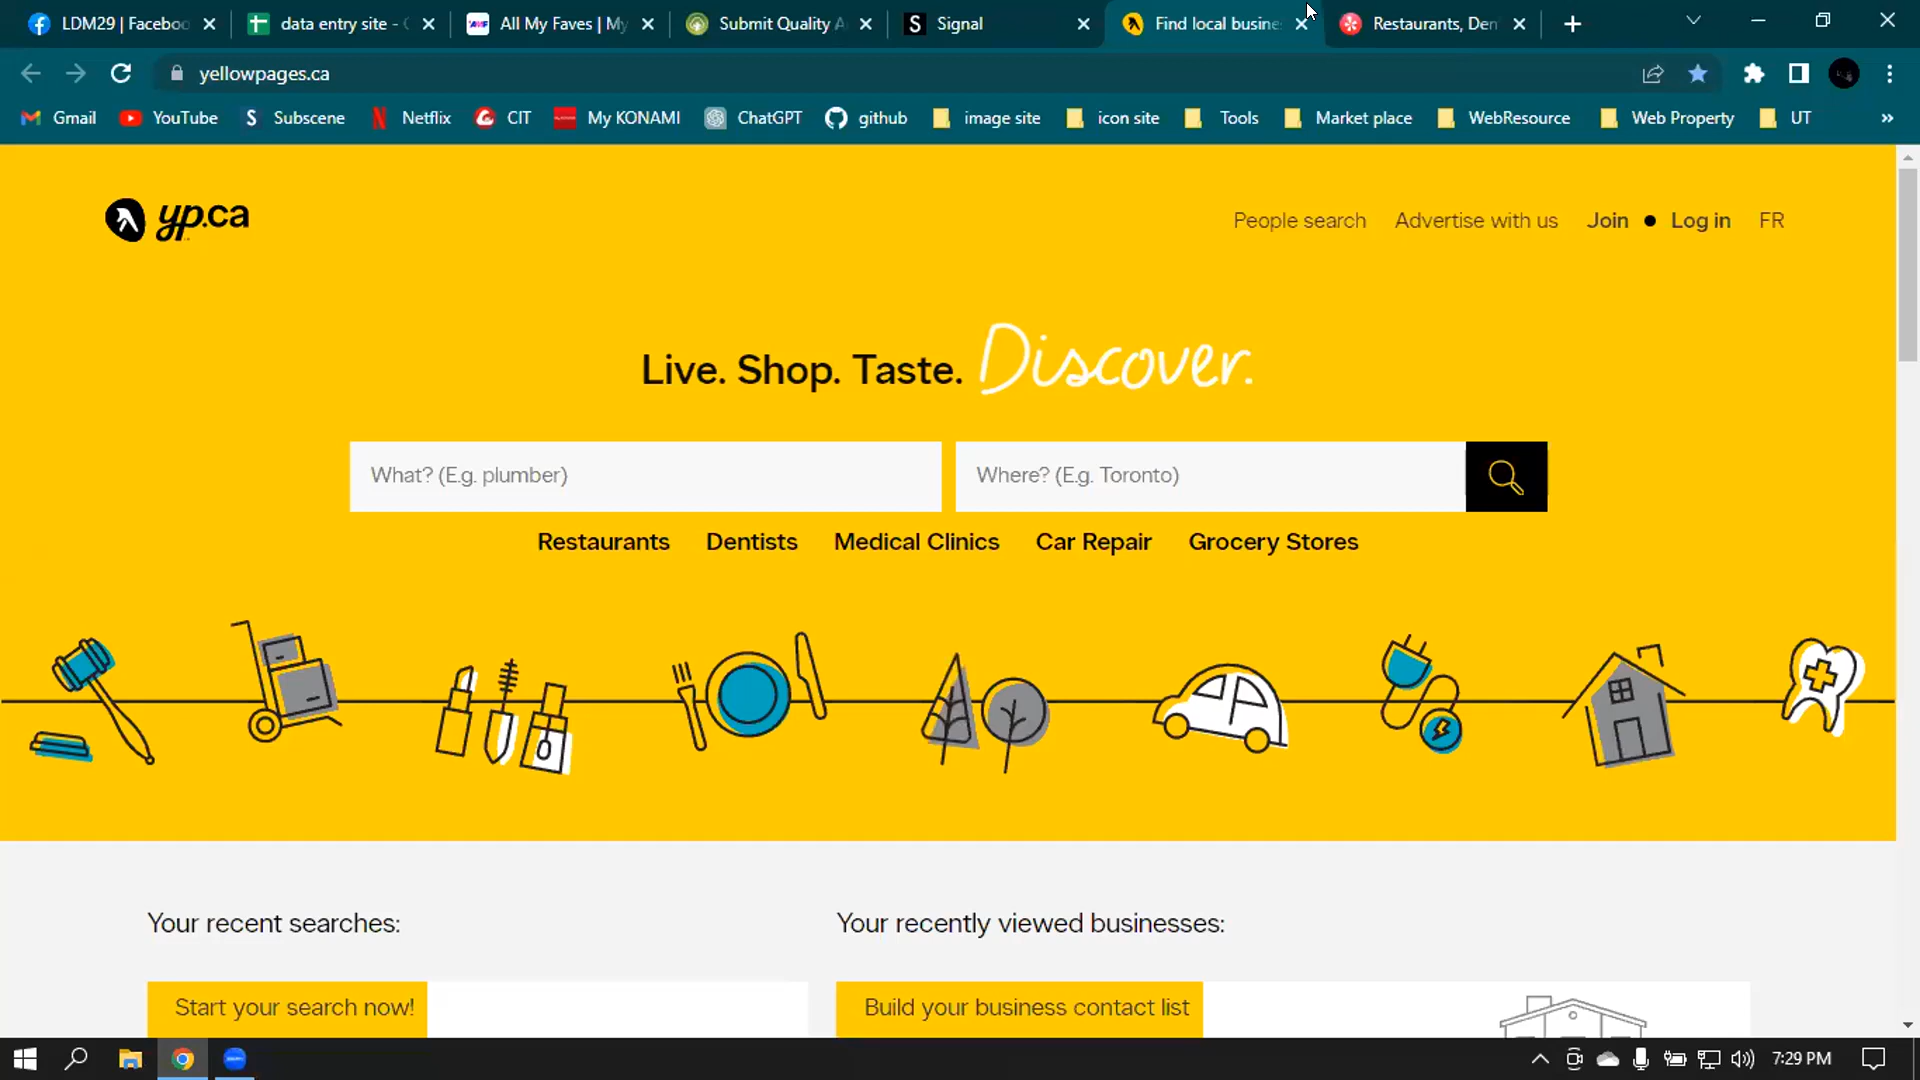 LDM29 | Faceboo
data entry site -
All My Faves | My
Submit Quality A
Signal
Find local busine
Restaurants, Den
yellowpages.ca
Gmail
YouTube
Subscene
Netflix
CIT
My KONAMI
ChatGPT
github
image site
icon site
Tools
Market place
WebResource
Web Property
UT
»
yp.ca
People search
Advertise with us
Join
Log in
FR
Live. Shop. Taste. Discover.
What? (E.g. plumber)
Where? (E.g. Toronto)
Restaurants
Dentists
Medical Clinics
Car Repair
Grocery Stores
Your recent searches:
Your recently viewed businesses:
Start your search now!
Build your business contact list
7:29 PM